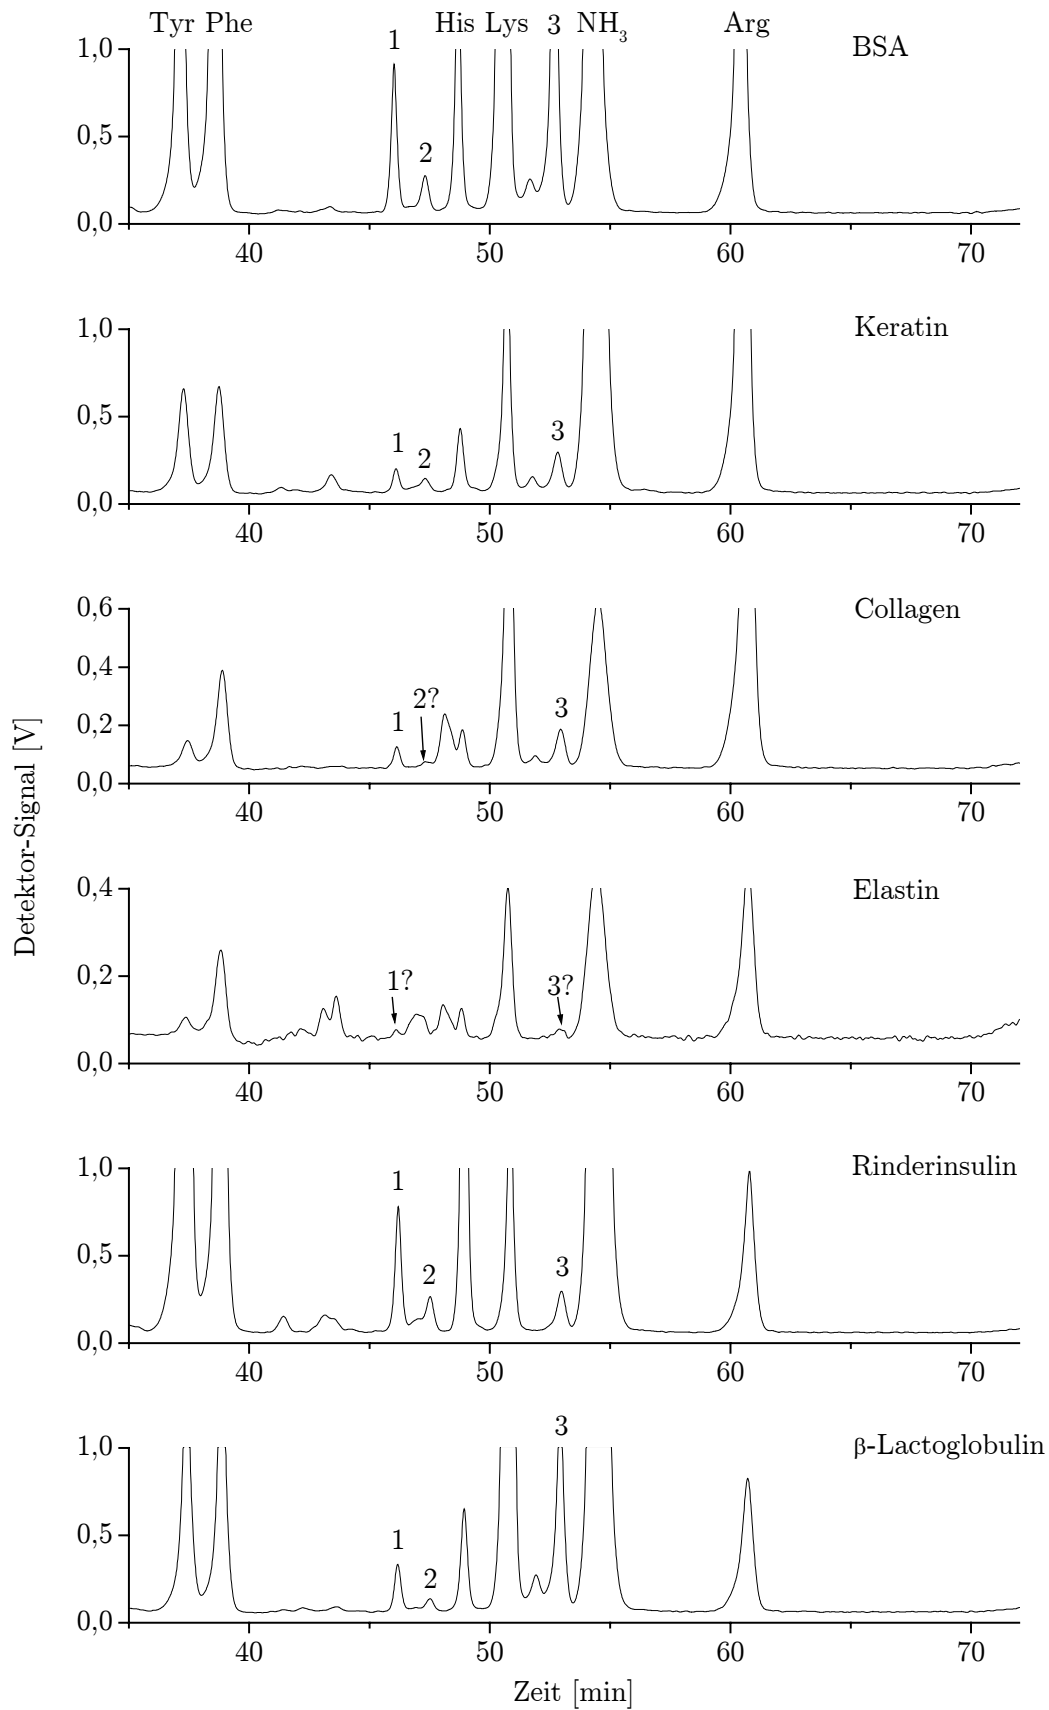 Tyr Phe His Lys 3 NH₃ Arg
1 BSA
1,0
0,5
2
0,0
40 50 60 70
Keratin
1,0
0,5
1 2 3
0,0
40 50 60 70
Collagen
0,6
0,4
2?
0,2
1 3
0,0
40 50 60 70
Detektor-Signal [V]
Elastin
0,4
0,2
1? 3?
0,0
40 50 60 70
Rinderinsulin
1,0
1
0,5
2 3
0,0
40 50 60 70
3
β-Lactoglobulin
1,0
0,5
1
2
0,0
40 50 60 70
Zeit [min]